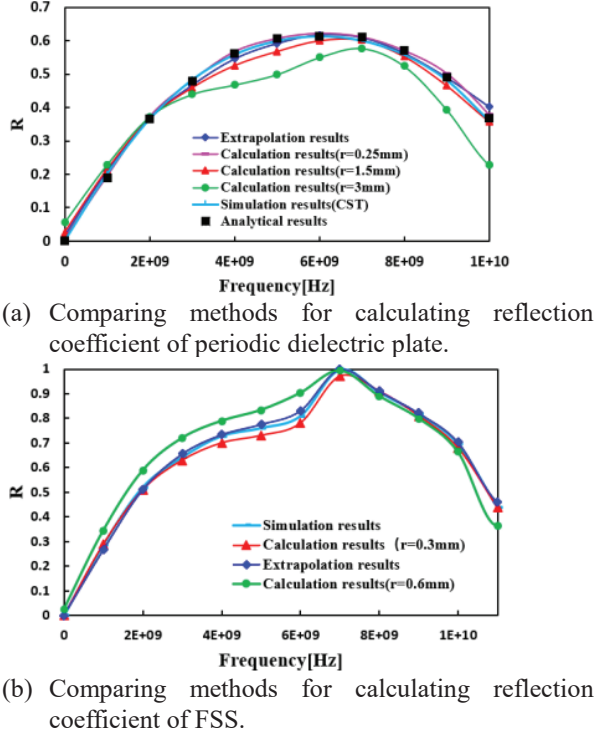 0.7
0.6
0.5
0.4
0.3
0.2
0.1
0
R
Extrapolation results
Calculation results(r=0.25mm)
Calculation results(r=1.5mm)
Calculation results(r=3mm)
Simulation results(CST)
Analytical results
0 2E+09 4E+09 6E+09 8E+09 1E+10
Frequency[Hz]
(a) Comparing methods for calculating reflection
coefficient of periodic dielectric plate.
1
0.9
0.8
0.7
0.6
0.5
0.4
0.3
0.2
0.1
0
R
Simulation results
Calculation results (r=0.3mm)
Extrapolation results
Calculation results(r=0.6mm)
0 2E+09 4E+09 6E+09 8E+09 1E+10
Frequency[Hz]
(b) Comparing methods for calculating reflection
coefficient of FSS.